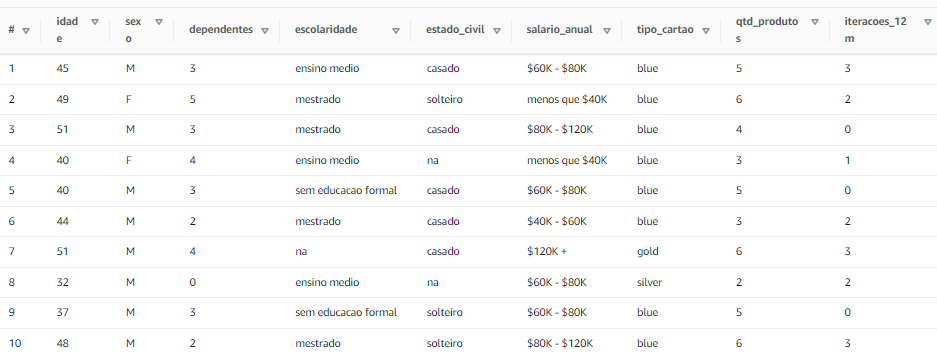 # idade sexo dependentes escolaridade estado_civil salario_anual tipo_cartao qtd_produtos iteracoes_12m
1 45 M 3 ensino medio casado $60K - $80K blue 5 3
2 49 F 5 mestrado solteiro menos que $40K blue 6 2
3 51 M 3 mestrado casado $80K - $120K blue 4 0
4 40 F 4 ensino medio na menos que $40K blue 3 1
5 40 M 3 sem educacao formal casado $60K - $80K blue 5 0
6 44 M 2 mestrado casado $40K - $60K blue 3 2
7 51 M 4 na casado $120K + gold 6 3
8 32 M 0 ensino medio na $60K - $80K silver 2 2
9 37 M 3 sem educacao formal solteiro $60K - $80K blue 5 0
10 48 M 2 mestrado solteiro $80K - $120K blue 6 3